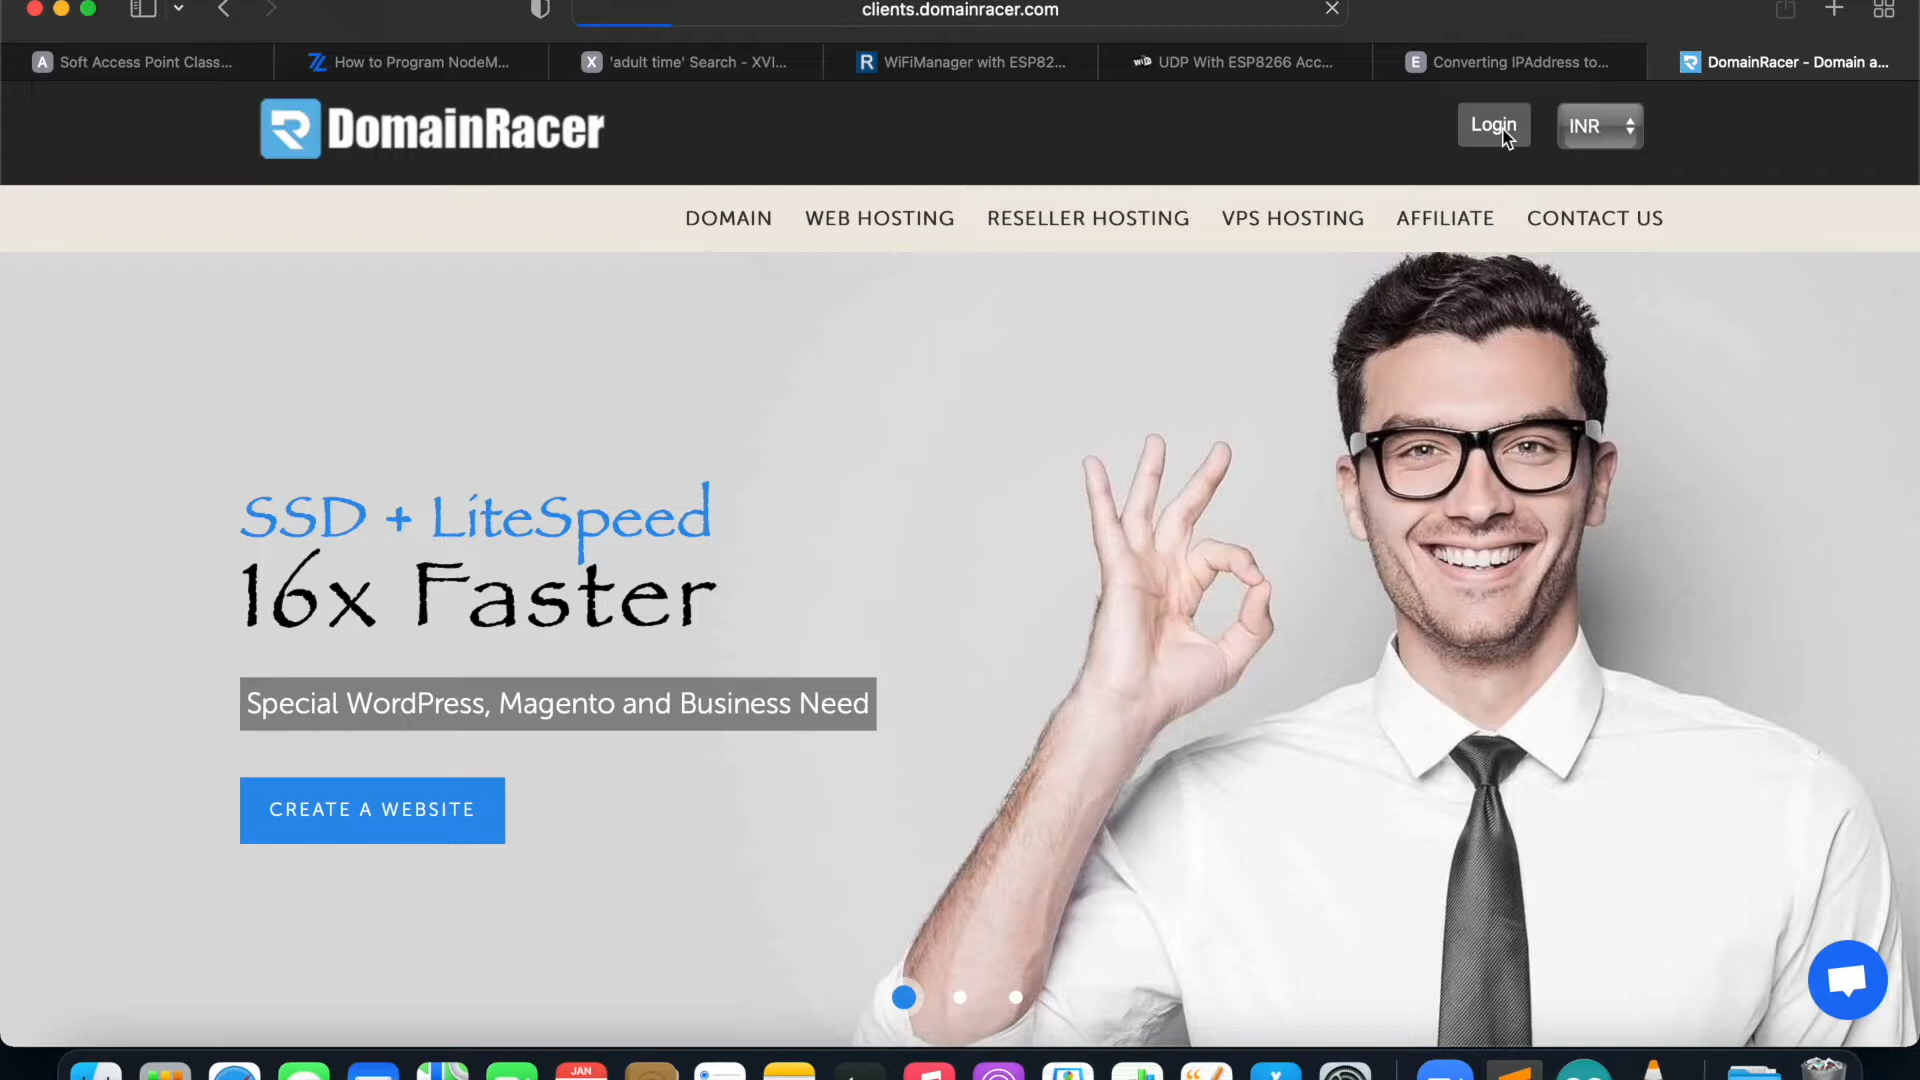 clients.domainracer.com
A Soft Access Point Class...
How to Program NodeM...
X 'adult time' Search - XVI...
R WiFiManager with ESP82...
UDP With ESP8266 Acc...
E Converting IPAddress to...
DomainRacer - Domain a...
DomainRacer
Login
INR
DOMAIN
WEB HOSTING
RESELLER HOSTING
VPS HOSTING
AFFILIATE
CONTACT US
SSD + LiteSpeed
16x Faster
Special WordPress, Magento and Business Need
CREATE A WEBSITE
JAN